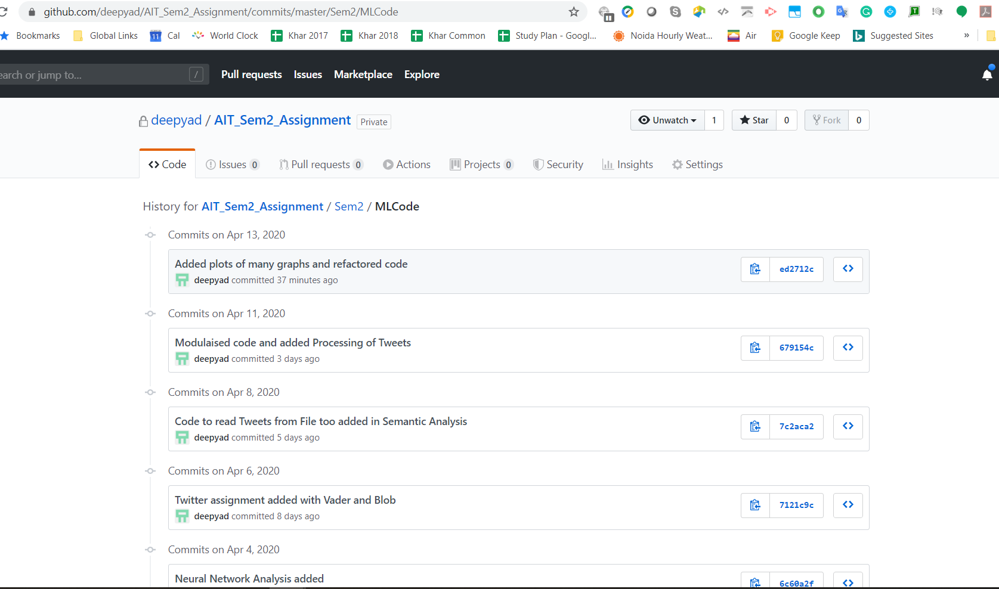 github.com/deepyad/AIT_Sem2_Assignment/commits/master/Sem2/MLCode
Bookmarks Global Links 11 Cal World Clock Khar 2017 Khar 2018 Khar Common Study Plan - Googl... Noida Hourly Weat... Air Google Keep Suggested Sites »
earch or jump to... / Pull requests Issues Marketplace Explore
deepyad / AIT_Sem2_Assignment Private Unwatch 1 Star 0 Fork 0
Code Issues 0 Pull requests 0 Actions Projects 0 Security Insights Settings
History for AIT_Sem2_Assignment / Sem2 / MLCode
Commits on Apr 13, 2020
Added plots of many graphs and refactored code
deepyad committed 37 minutes ago
ed2712c
Commits on Apr 11, 2020
Modulaised code and added Processing of Tweets
deepyad committed 3 days ago
679154c
Commits on Apr 8, 2020
Code to read Tweets from File too added in Semantic Analysis
deepyad committed 5 days ago
7c2aca2
Commits on Apr 6, 2020
Twitter assignment added with Vader and Blob
deepyad committed 8 days ago
7121c9c
Commits on Apr 4, 2020
Neural Network Analysis added
6c60a2f